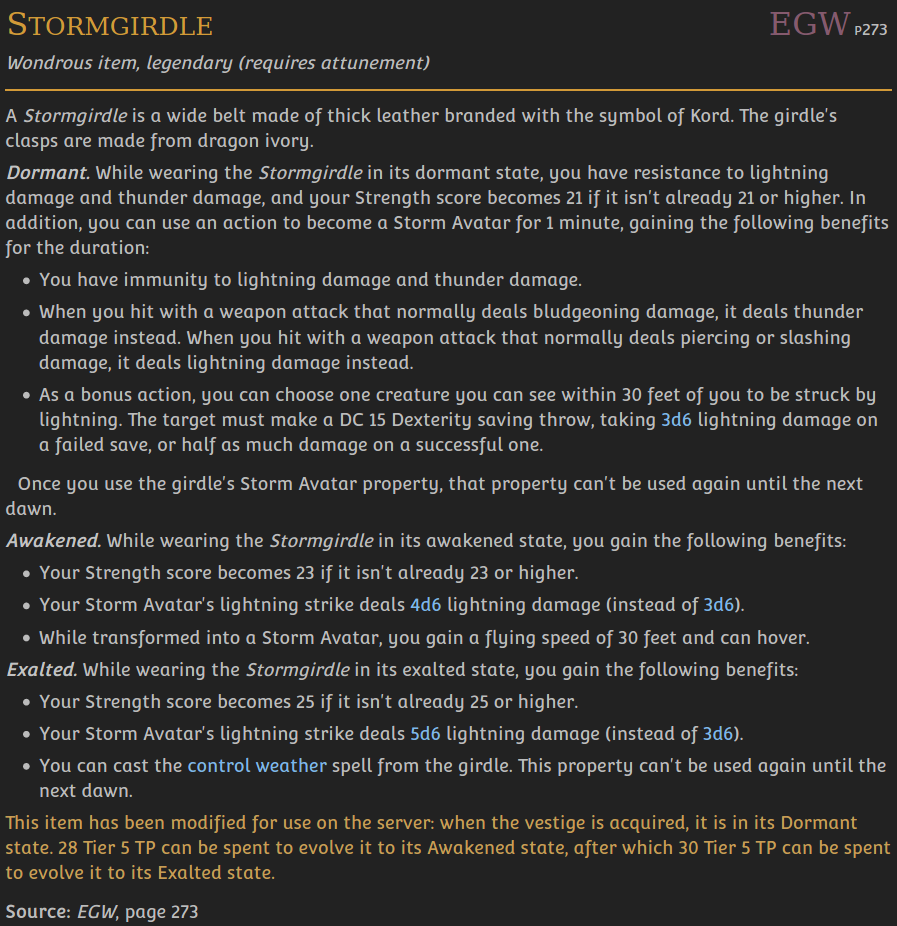 STORMGIRDLE EGW P273
Wondrous item, legendary (requires attunement)
A Stormgirdle is a wide belt made of thick leather branded with the symbol of Kord. The girdle's
clasps are made from dragon ivory.
Dormant. While wearing the Stormgirdle in its dormant state, you have resistance to lightning
damage and thunder damage, and your Strength score becomes 21 if it isn't already 21 or higher. In
addition, you can use an action to become a Storm Avatar for 1 minute, gaining the following benefits
for the duration:
• You have immunity to lightning damage and thunder damage.
• When you hit with a weapon attack that normally deals bludgeoning damage, it deals thunder
damage instead. When you hit with a weapon attack that normally deals piercing or slashing
damage, it deals lightning damage instead.
• As a bonus action, you can choose one creature you can see within 30 feet of you to be struck by
lightning. The target must make a DC 15 Dexterity saving throw, taking 3d6 lightning damage on
a failed save, or half as much damage on a successful one.
Once you use the girdle's Storm Avatar property, that property can't be used again until the next
dawn.
Awakened. While wearing the Stormgirdle in its awakened state, you gain the following benefits:
• Your Strength score becomes 23 if it isn't already 23 or higher.
• Your Storm Avatar's lightning strike deals 4d6 lightning damage (instead of 3d6).
• While transformed into a Storm Avatar, you gain a flying speed of 30 feet and can hover.
Exalted. While wearing the Stormgirdle in its exalted state, you gain the following benefits:
• Your Strength score becomes 25 if it isn't already 25 or higher.
• Your Storm Avatar's lightning strike deals 5d6 lightning damage (instead of 3d6).
• You can cast the control weather spell from the girdle. This property can't be used again until the
next dawn.
This item has been modified for use on the server: when the vestige is acquired, it is in its Dormant
state. 28 Tier 5 TP can be spent to evolve it to its Awakened state, after which 30 Tier 5 TP can be spent
to evolve it to its Exalted state.
Source: EGW, page 273